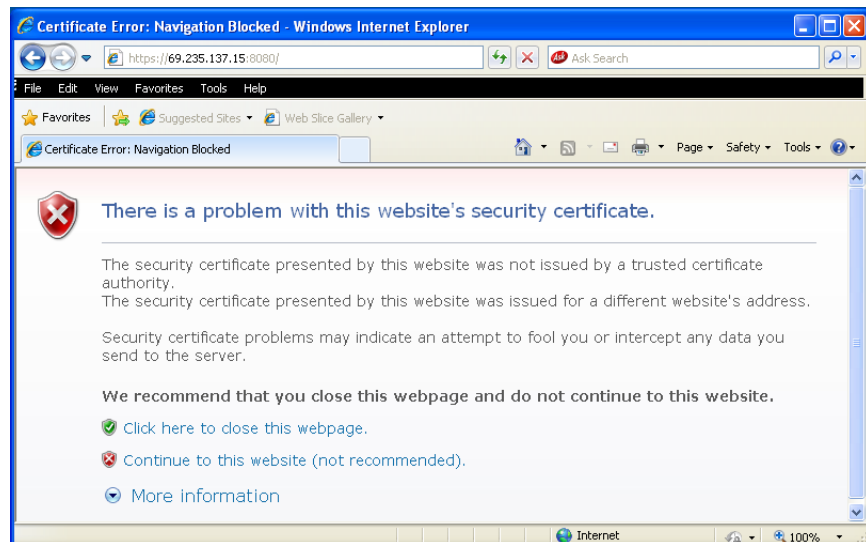 Certificate Error: Navigation Blocked - Windows Internet Explorer
https://69.235.137.15:8080/
Ask Ask Search
File Edit View Favorites Tools Help
Favorites Suggested Sites Web Slice Gallery
Certificate Error: Navigation Blocked Page Safety Tools
There is a problem with this website's security certificate.
The security certificate presented by this website was not issued by a trusted certificate
authority.
The security certificate presented by this website was issued for a different website's address.
Security certificate problems may indicate an attempt to fool you or intercept any data you
send to the server.
We recommend that you close this webpage and do not continue to this website.
Click here to close this webpage.
Continue to this website (not recommended).
More information
Internet 100%